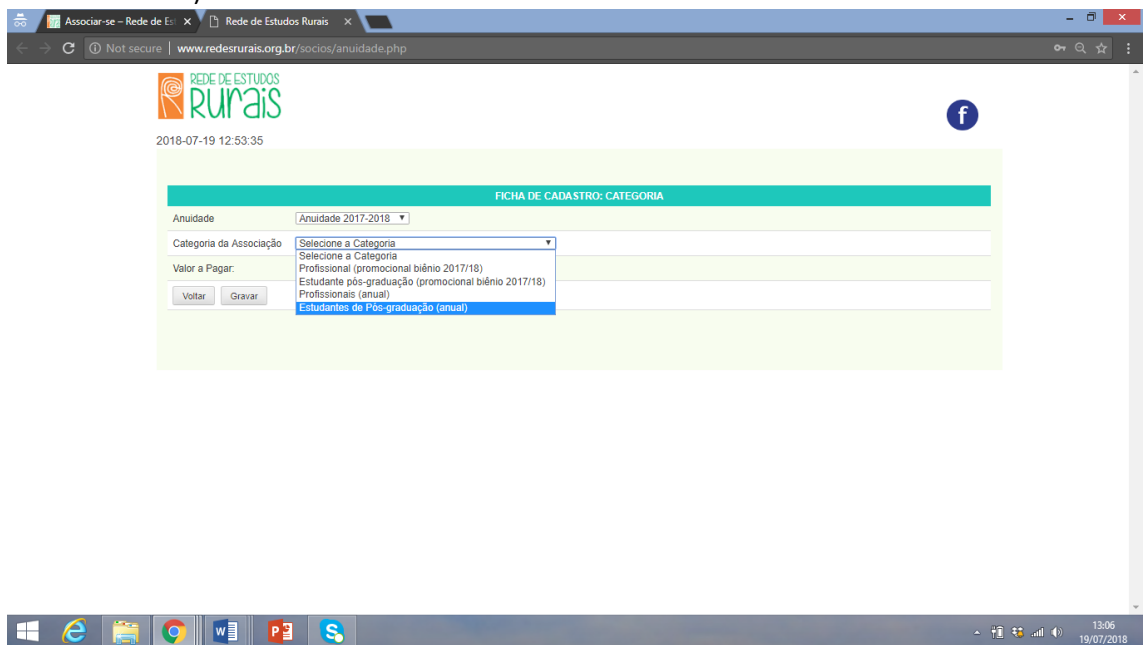 Associar-se – Rede de Es
Rede de Estudos Rurais
Not secure | www.redesrurais.org.br/socios/anuidade.php
REDE DE ESTUDOS
RURAIS
f
2018-07-19 12:53:35
FICHA DE CADASTRO: CATEGORIA
Anuidade
Anuidade 2017-2018
Categoria da Associação
Selecione a Categoria
Selecione a Categoria
Profissional (promocional biênio 2017/18)
Valor a Pagar:
Estudante pós-graduação (promocional biênio 2017/18)
Profissionais (anual)
Voltar
Gravar
Estudantes de Pós-graduação (anual)
13:06
19/07/2018